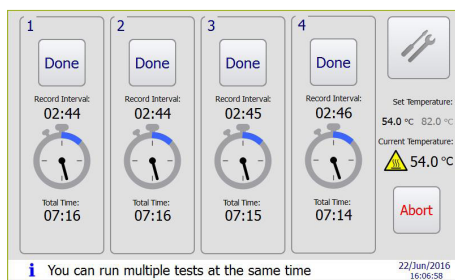 1
Done
Record Interval:
02:44
Total Time:
07:16
2
Done
Record Interval:
02:44
Total Time:
07:16
3
Done
Record Interval:
02:45
Total Time:
07:15
4
Done
Record Interval:
02:46
Total Time:
07:14
Set Temperature:
54.0 °C 82.0 °C
Current Temperature:
54.0 °C
Abort
i You can run multiple tests at the same time
22/Jun/2016
16:06:58